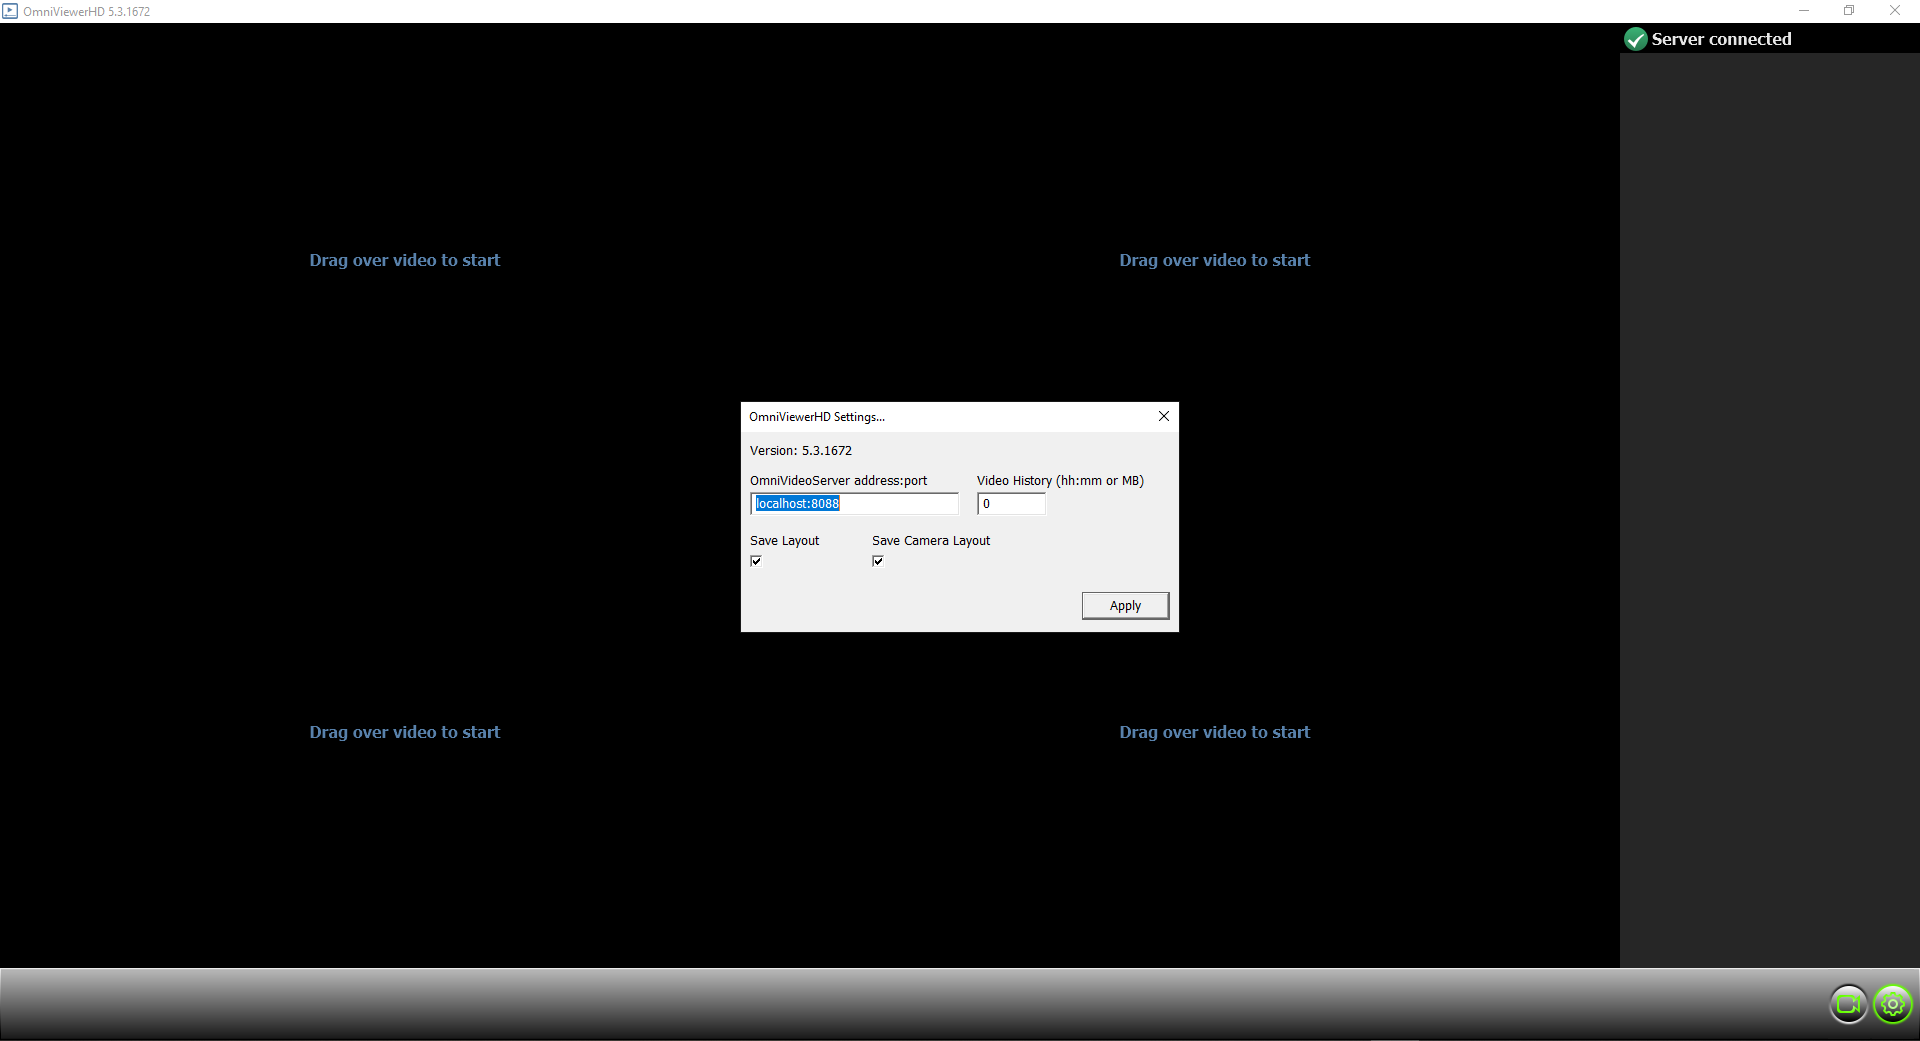 OmniViewerHD 5.3.1672
Server connected
Drag over video to start
Drag over video to start
OmniViewerHD Settings...
Version: 5.3.1672
OmniVideoServer address:port
Video History (hh:mm or MB)
localhost:8088
0
Save Layout
Save Camera Layout
Apply
Drag over video to start
Drag over video to start